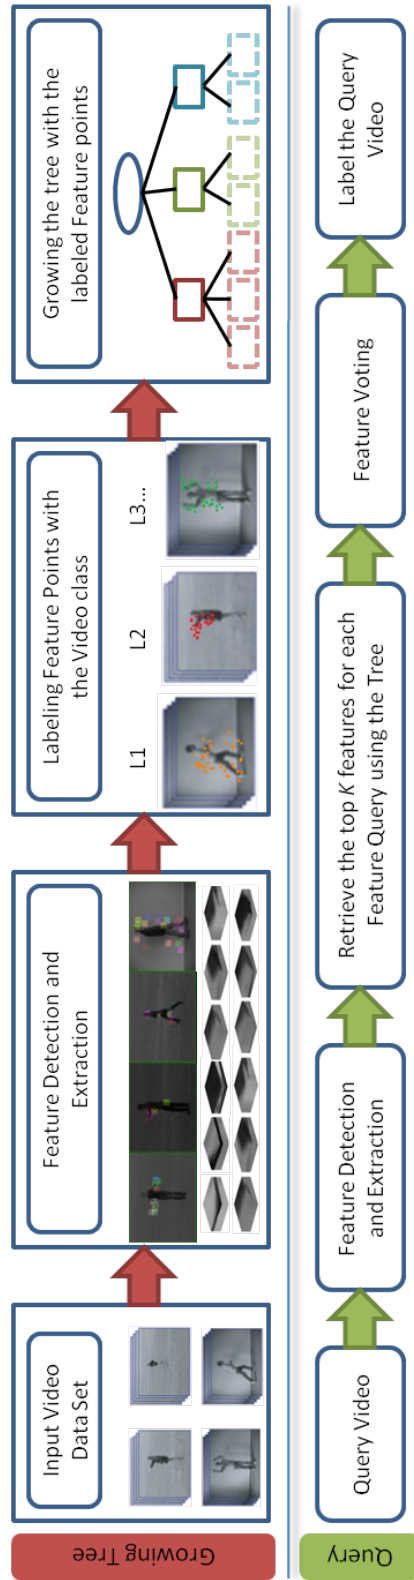 Growing Tree
Input Video
Data Set
Feature Detection and
Extraction
Labeling Feature Points with
the Video class
L1
L2
L3...
Growing the tree with the
labeled Feature points
Query
Query Video
Feature Detection
and Extraction
Retrieve the top K features for each
Feature Query using the Tree
Feature Voting
Label the Query
Video